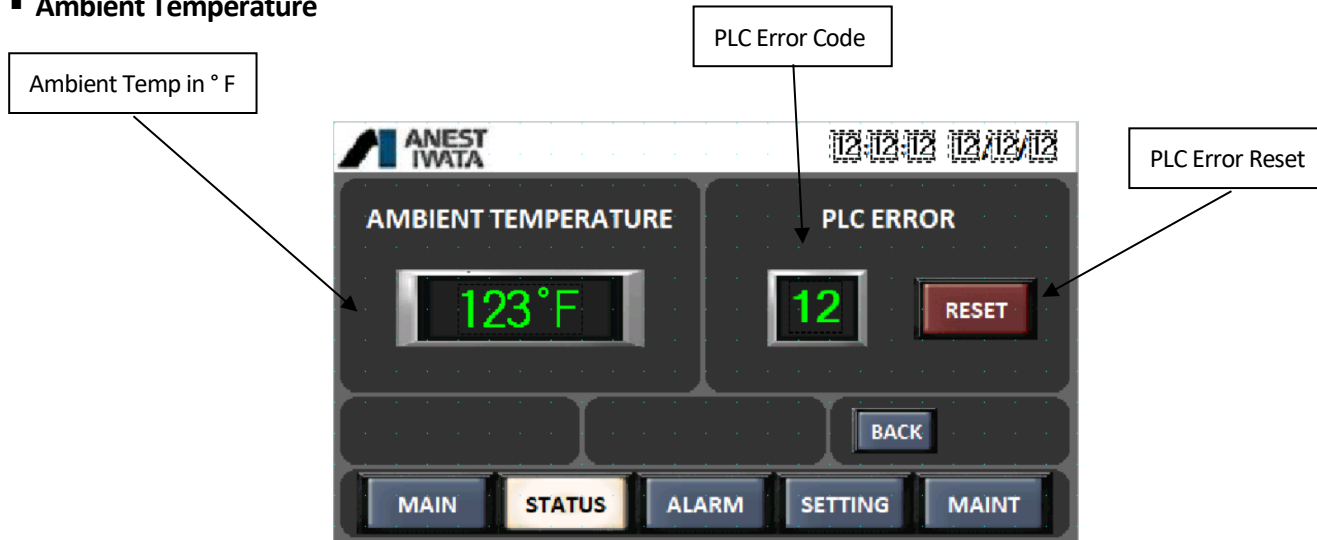 ▪ Ambient Temperature
PLC Error Code
Ambient Temp in ° F
ANEST
IWATA
12:12:12 12/12/12
PLC Error Reset
AMBIENT TEMPERATURE
PLC ERROR
123°F
12
RESET
BACK
MAIN
STATUS
ALARM
SETTING
MAINT